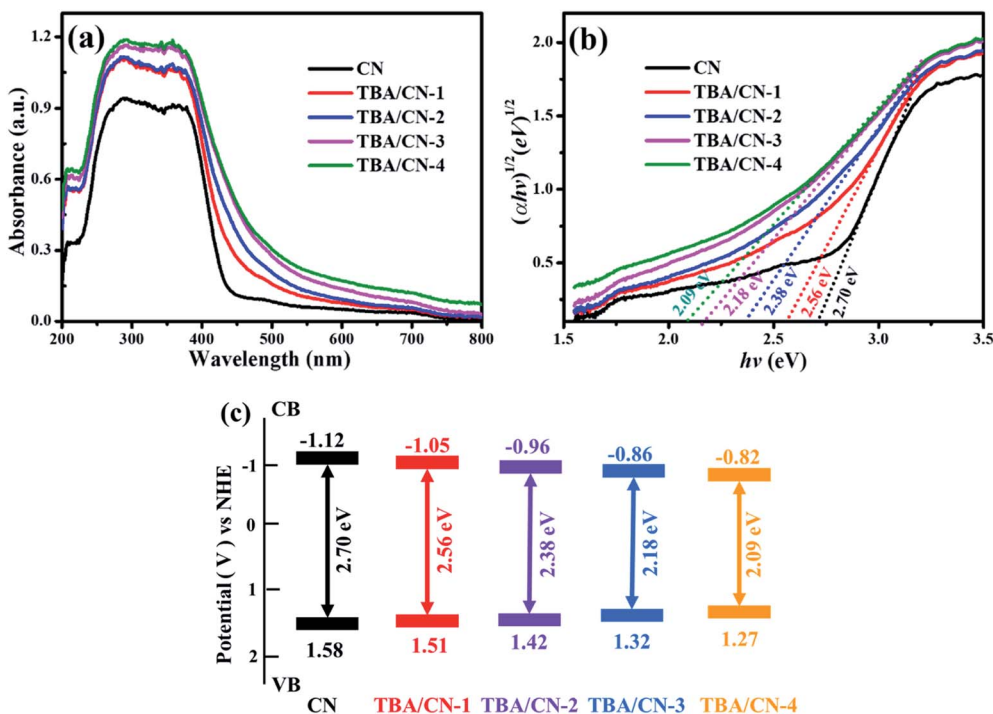 (a)
CN
TBA/CN-1
TBA/CN-2
TBA/CN-3
TBA/CN-4
Absorbance (a.u.)
1.2
0.9
0.6
0.3
0.0
200 300 400 500 600 700 800
Wavelength (nm)
(b)
CN
TBA/CN-1
TBA/CN-2
TBA/CN-3
TBA/CN-4
(αhν)^1/2(eV)^1/2
2.0
1.5
1.0
0.5
2.09 eV
2.18 eV
2.38 eV
2.56 eV
2.70 eV
1.5 2.0 2.5 3.0 3.5
hν (eV)
(c)
CB
Potential ( V ) vs NHE
-1
0
1
2
VB
-1.12 -1.05 -0.96 -0.86 -0.82
2.70 eV 2.56 eV 2.38 eV 2.18 eV 2.09 eV
1.58 1.51 1.42 1.32 1.27
CN TBA/CN-1 TBA/CN-2 TBA/CN-3 TBA/CN-4